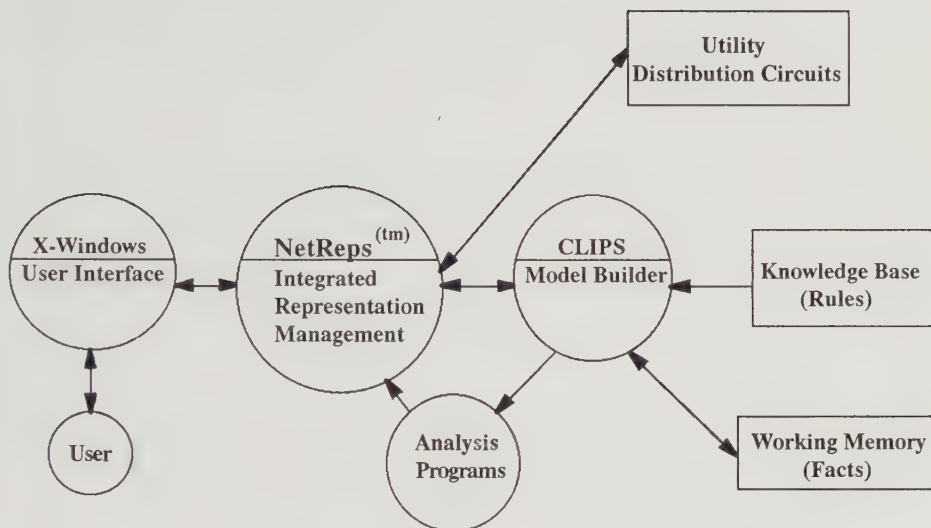 Utility
Distribution Circuits
X-Windows
User Interface
NetReps (tm)
Integrated
Representation
Management
CLIPS
Model Builder
Knowledge Base
(Rules)
User
Analysis
Programs
Working Memory
(Facts)